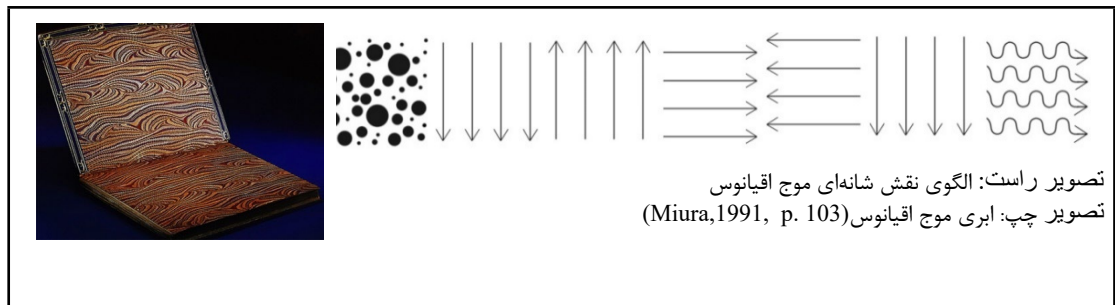 تصویر راست: الگوی نقش شانه‌ای موج اقیانوس
تصویر چپ: ابری موج اقیانوس(Miura,1991, p. 103)